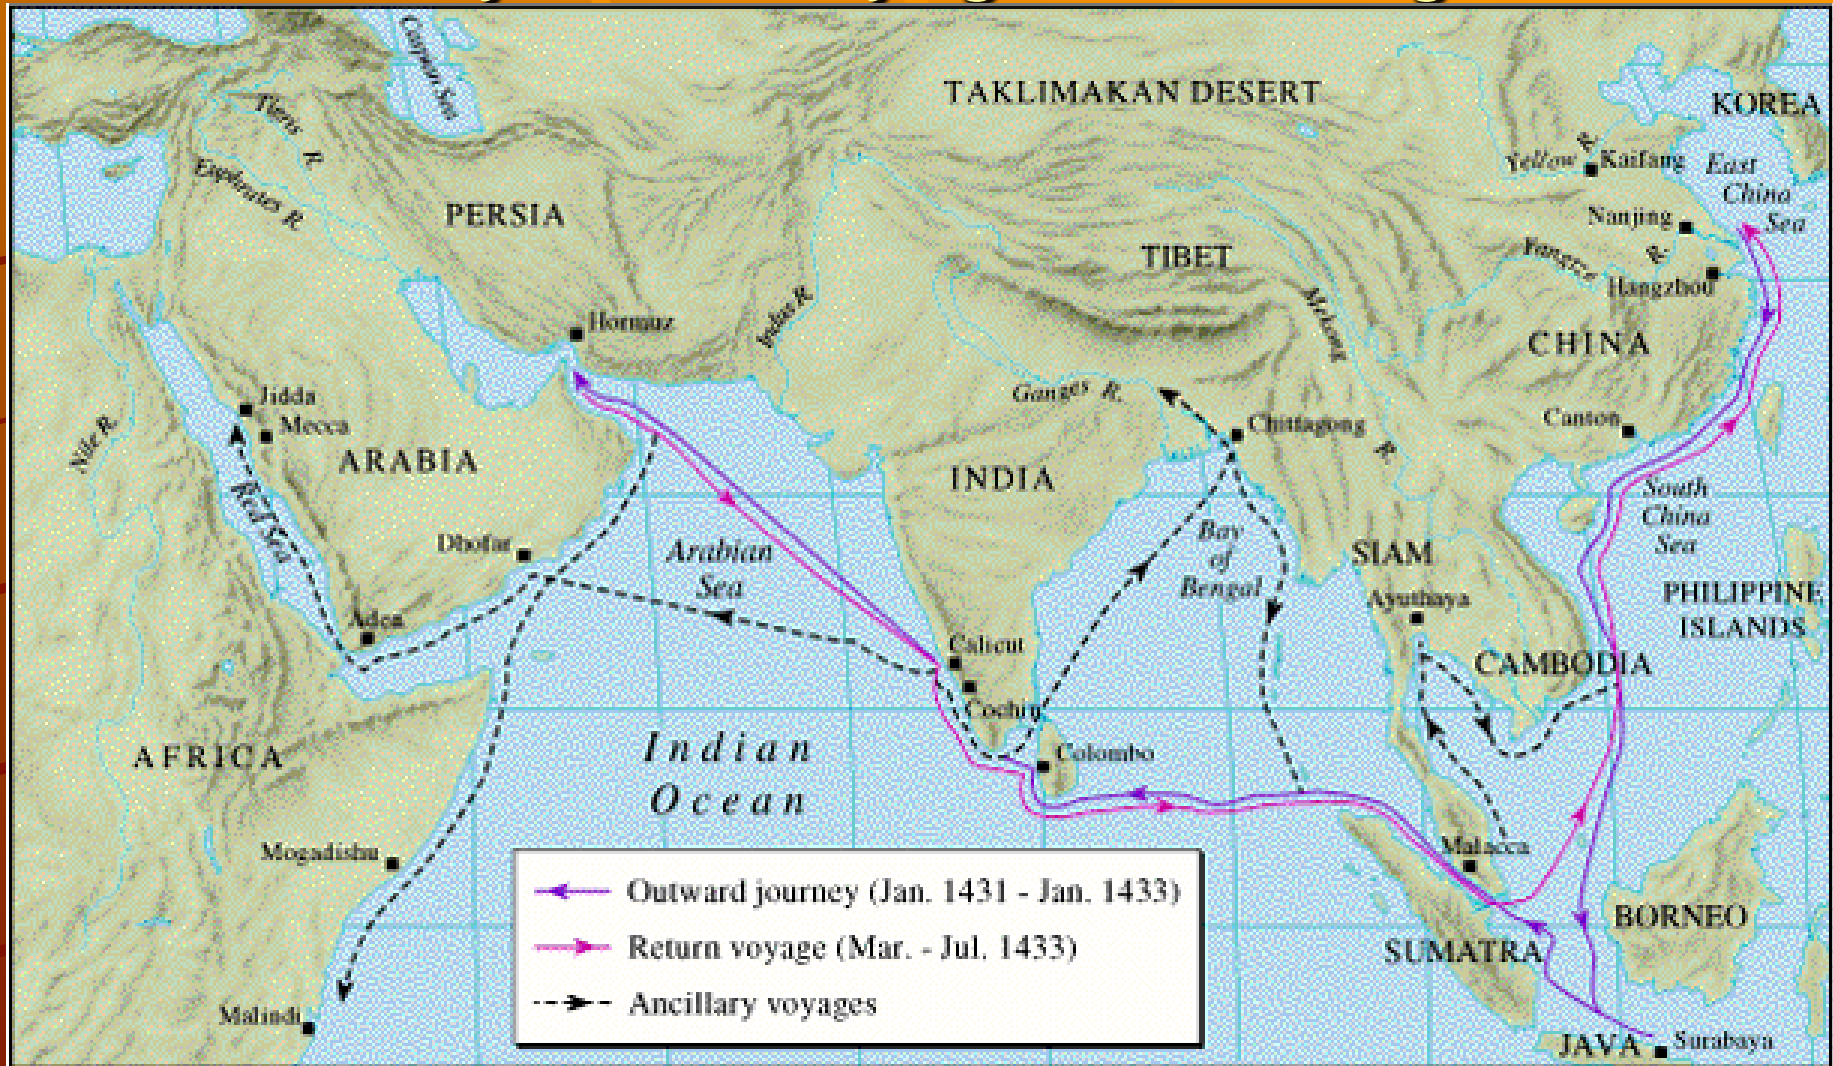 Caspian Sea
TAKLIMAKAN DESERT
KOREA
Tigris R.
Yellow R.
Kaifang
East
China
Sea
Euphrates R.
PERSIA
Nanjing
TIBET
Yangtze R.
Hangzhou
Indus R.
Mekong R.
Hormuz
CHINA
Jidda
Mecca
Ganges R.
Chittagong
Canton
Nile R.
ARABIA
INDIA
South
China
Sea
Red Sea
Dhofar
Arabian
Sea
Bay
of
Bengal
SIAM
PHILIPPINE
ISLANDS
Aden
Ayuthaya
Calicut
CAMBODIA
Cochin
AFRICA
Indian
Ocean
Colombo
Mogadishu
Malacca
Outward journey (Jan. 1431 - Jan. 1433)
Return voyage (Mar. - Jul. 1433)
Ancillary voyages
BORNEO
SUMATRA
Malindi
JAVA
Surabaya